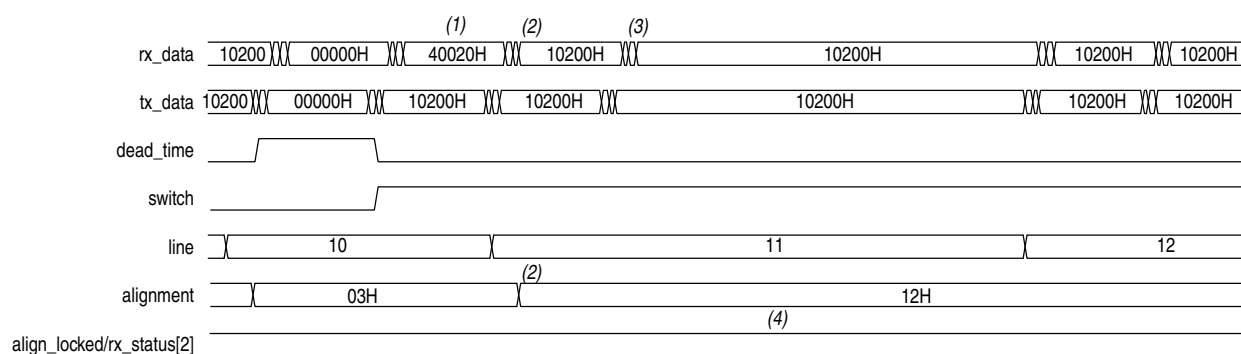 (1) (2) (3)
rx_data 10200 00000H 40020H 10200H 10200H 10200H 10200H
tx_data 10200 00000H 10200H 10200H 10200H 10200H 10200H
dead_time
switch
line 10 11 12
(2)
alignment 03H 12H
(4)
align_locked/rx_status[2]